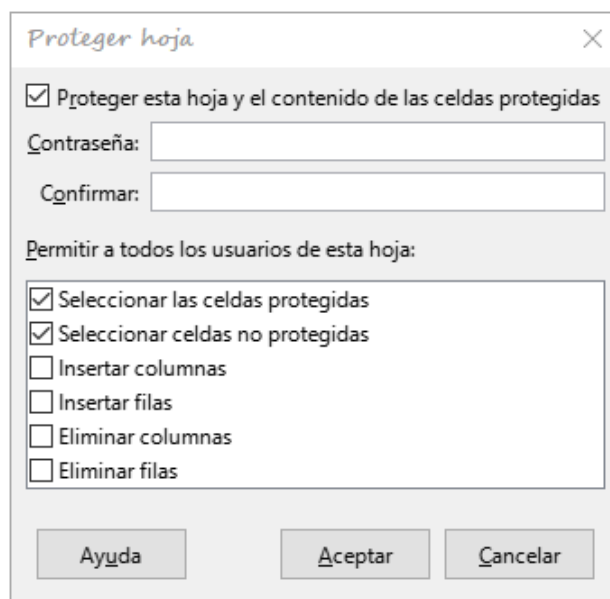 Proteger hoja
Proteger esta hoja y el contenido de las celdas protegidas
Contraseña:
Confirmar:
Permitir a todos los usuarios de esta hoja:
Seleccionar las celdas protegidas
Seleccionar celdas no protegidas
Insertar columnas
Insertar filas
Eliminar columnas
Eliminar filas
Ayuda Aceptar Cancelar